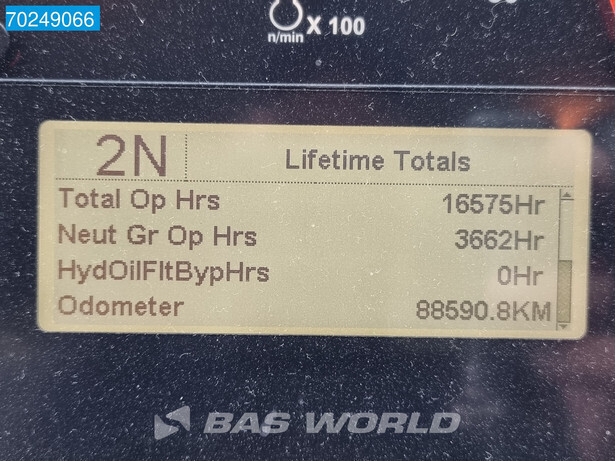 70249066
n/min X 100
2N
Lifetime Totals
Total Op Hrs 16575Hr
Neut Gr Op Hrs 3662Hr
HydOilFltBypHrs 0Hr
Odometer 88590.8KM
BAS WORLD